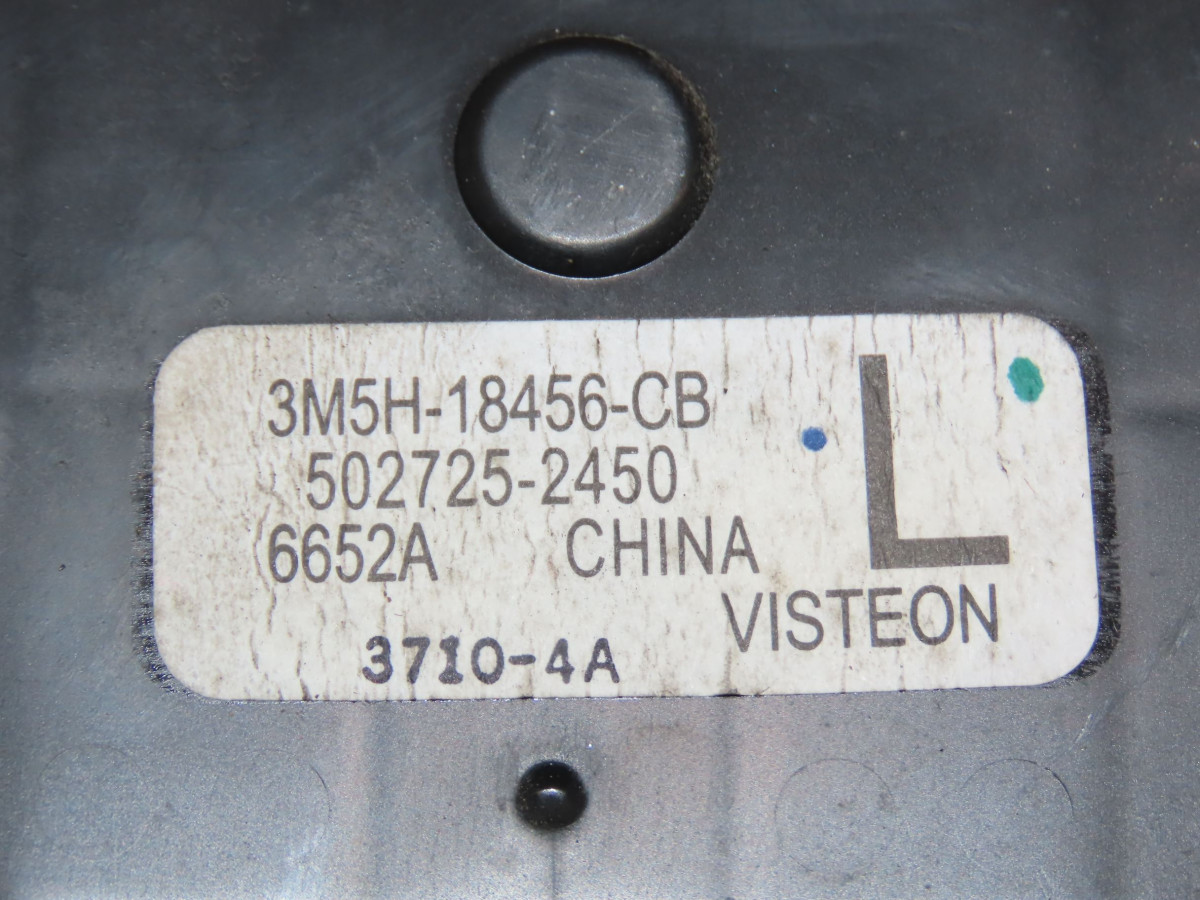 3M5H-18456-CB
502725-2450
6652A CHINA
L
VISTEON
3710-4A